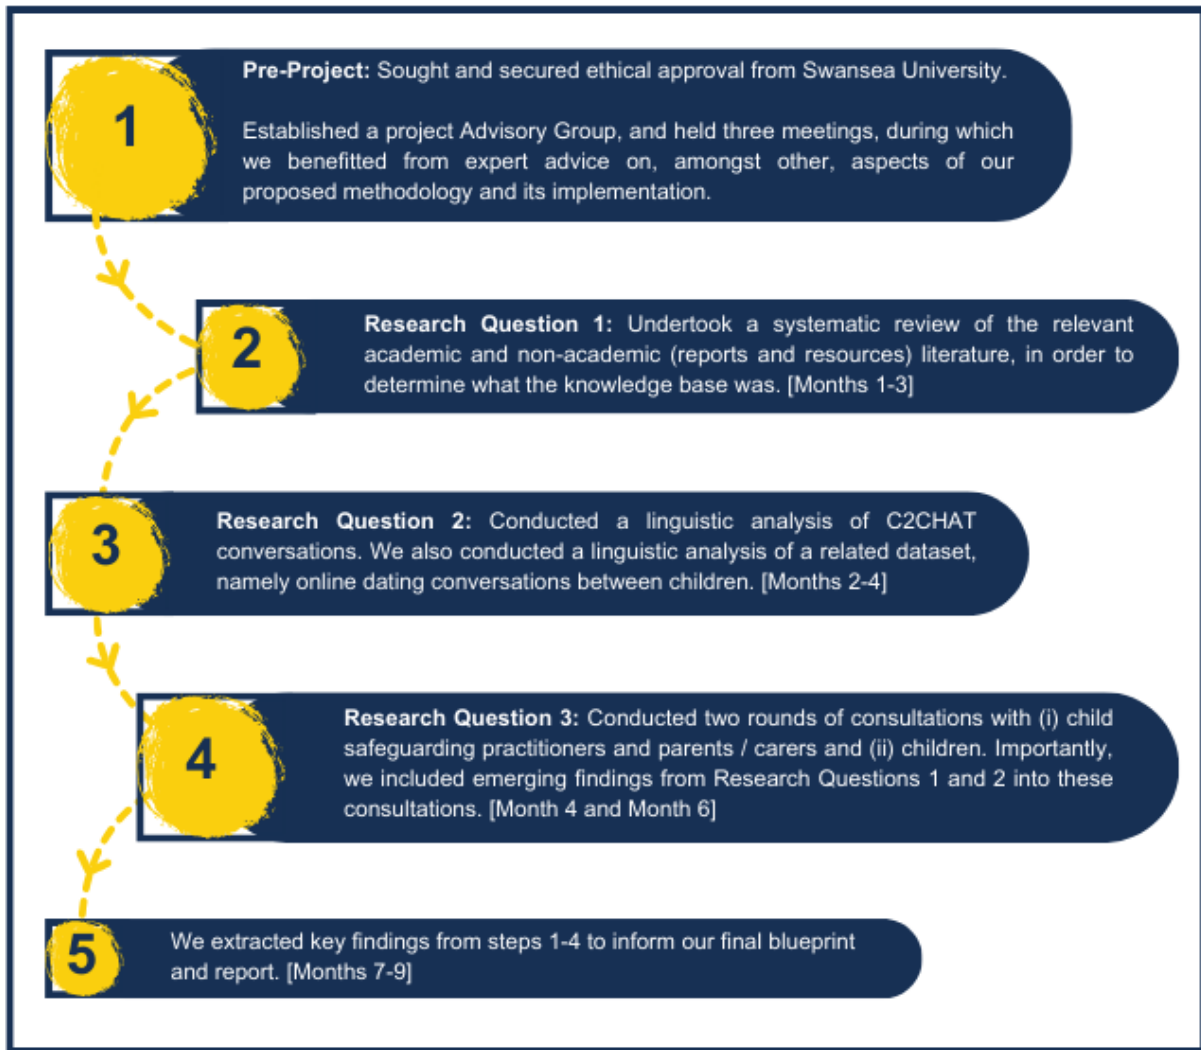 1
Pre-Project: Sought and secured ethical approval from Swansea University.
Established a project Advisory Group, and held three meetings, during which
we benefitted from expert advice on, amongst other, aspects of our
proposed methodology and its implementation.
2
Research Question 1: Undertook a systematic review of the relevant
academic and non-academic (reports and resources) literature, in order to
determine what the knowledge base was. [Months 1-3]
3
Research Question 2: Conducted a linguistic analysis of C2CHAT
conversations. We also conducted a linguistic analysis of a related dataset,
namely online dating conversations between children. [Months 2-4]
4
Research Question 3: Conducted two rounds of consultations with (i) child
safeguarding practitioners and parents / carers and (ii) children. Importantly,
we included emerging findings from Research Questions 1 and 2 into these
consultations. [Month 4 and Month 6]
5
We extracted key findings from steps 1-4 to inform our final blueprint
and report. [Months 7-9]